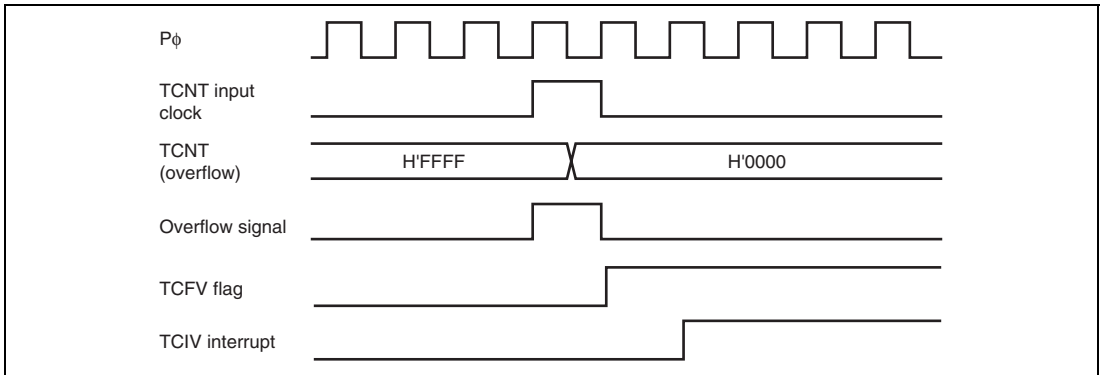 Pϕ
TCNT input
clock
TCNT
(overflow)
H'FFFF
H'0000
Overflow signal
TCFV flag
TCIV interrupt